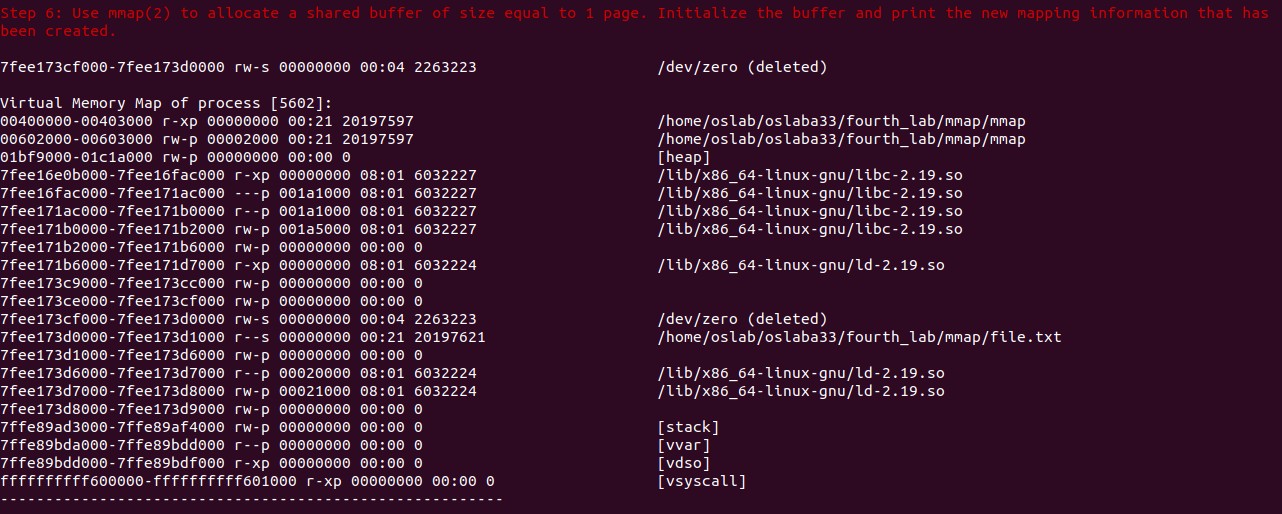 Step 6: Use mmap(2) to allocate a shared buffer of size equal to 1 page. Initialize the buffer and print the new mapping information that has
been created.
7fee173cf000-7fee173d0000 rw-s 00000000 00:04 2263223 /dev/zero (deleted)
Virtual Memory Map of process [5602]:
00400000-00403000 r-xp 00000000 00:21 20197597 /home/oslab/oslaba33/fourth_lab/mmap/mmap
00602000-00603000 rw-p 00002000 00:21 20197597 /home/oslab/oslaba33/fourth_lab/mmap/mmap
01bf9000-01c1a000 rw-p 00000000 00:00 0 [heap]
7fee16e0b000-7fee16fac000 r-xp 00000000 08:01 6032227 /lib/x86_64-linux-gnu/libc-2.19.so
7fee16fac000-7fee171ac000 ---p 001a1000 08:01 6032227 /lib/x86_64-linux-gnu/libc-2.19.so
7fee171ac000-7fee171b0000 r--p 001a1000 08:01 6032227 /lib/x86_64-linux-gnu/libc-2.19.so
7fee171b0000-7fee171b2000 rw-p 001a5000 08:01 6032227 /lib/x86_64-linux-gnu/libc-2.19.so
7fee171b2000-7fee171b6000 rw-p 00000000 00:00 0
7fee171b6000-7fee171d7000 r-xp 00000000 08:01 6032224 /lib/x86_64-linux-gnu/ld-2.19.so
7fee173c9000-7fee173cc000 rw-p 00000000 00:00 0
7fee173ce000-7fee173cf000 rw-p 00000000 00:00 0
7fee173cf000-7fee173d0000 rw-s 00000000 00:04 2263223 /dev/zero (deleted)
7fee173d0000-7fee173d1000 r--s 00000000 00:21 20197621 /home/oslab/oslaba33/fourth_lab/mmap/file.txt
7fee173d1000-7fee173d6000 rw-p 00000000 00:00 0
7fee173d6000-7fee173d7000 r--p 00020000 08:01 6032224 /lib/x86_64-linux-gnu/ld-2.19.so
7fee173d7000-7fee173d8000 rw-p 00021000 08:01 6032224 /lib/x86_64-linux-gnu/ld-2.19.so
7fee173d8000-7fee173d9000 rw-p 00000000 00:00 0
7ffe89ad3000-7ffe89af4000 rw-p 00000000 00:00 0 [stack]
7ffe89bda000-7ffe89bdd000 r--p 00000000 00:00 0 [vvar]
7ffe89bdd000-7ffe89bdf000 r-xp 00000000 00:00 0 [vdso]
ffffffffff600000-ffffffffff601000 r-xp 00000000 00:00 0 [vsyscall]
--------------------------------------------------------